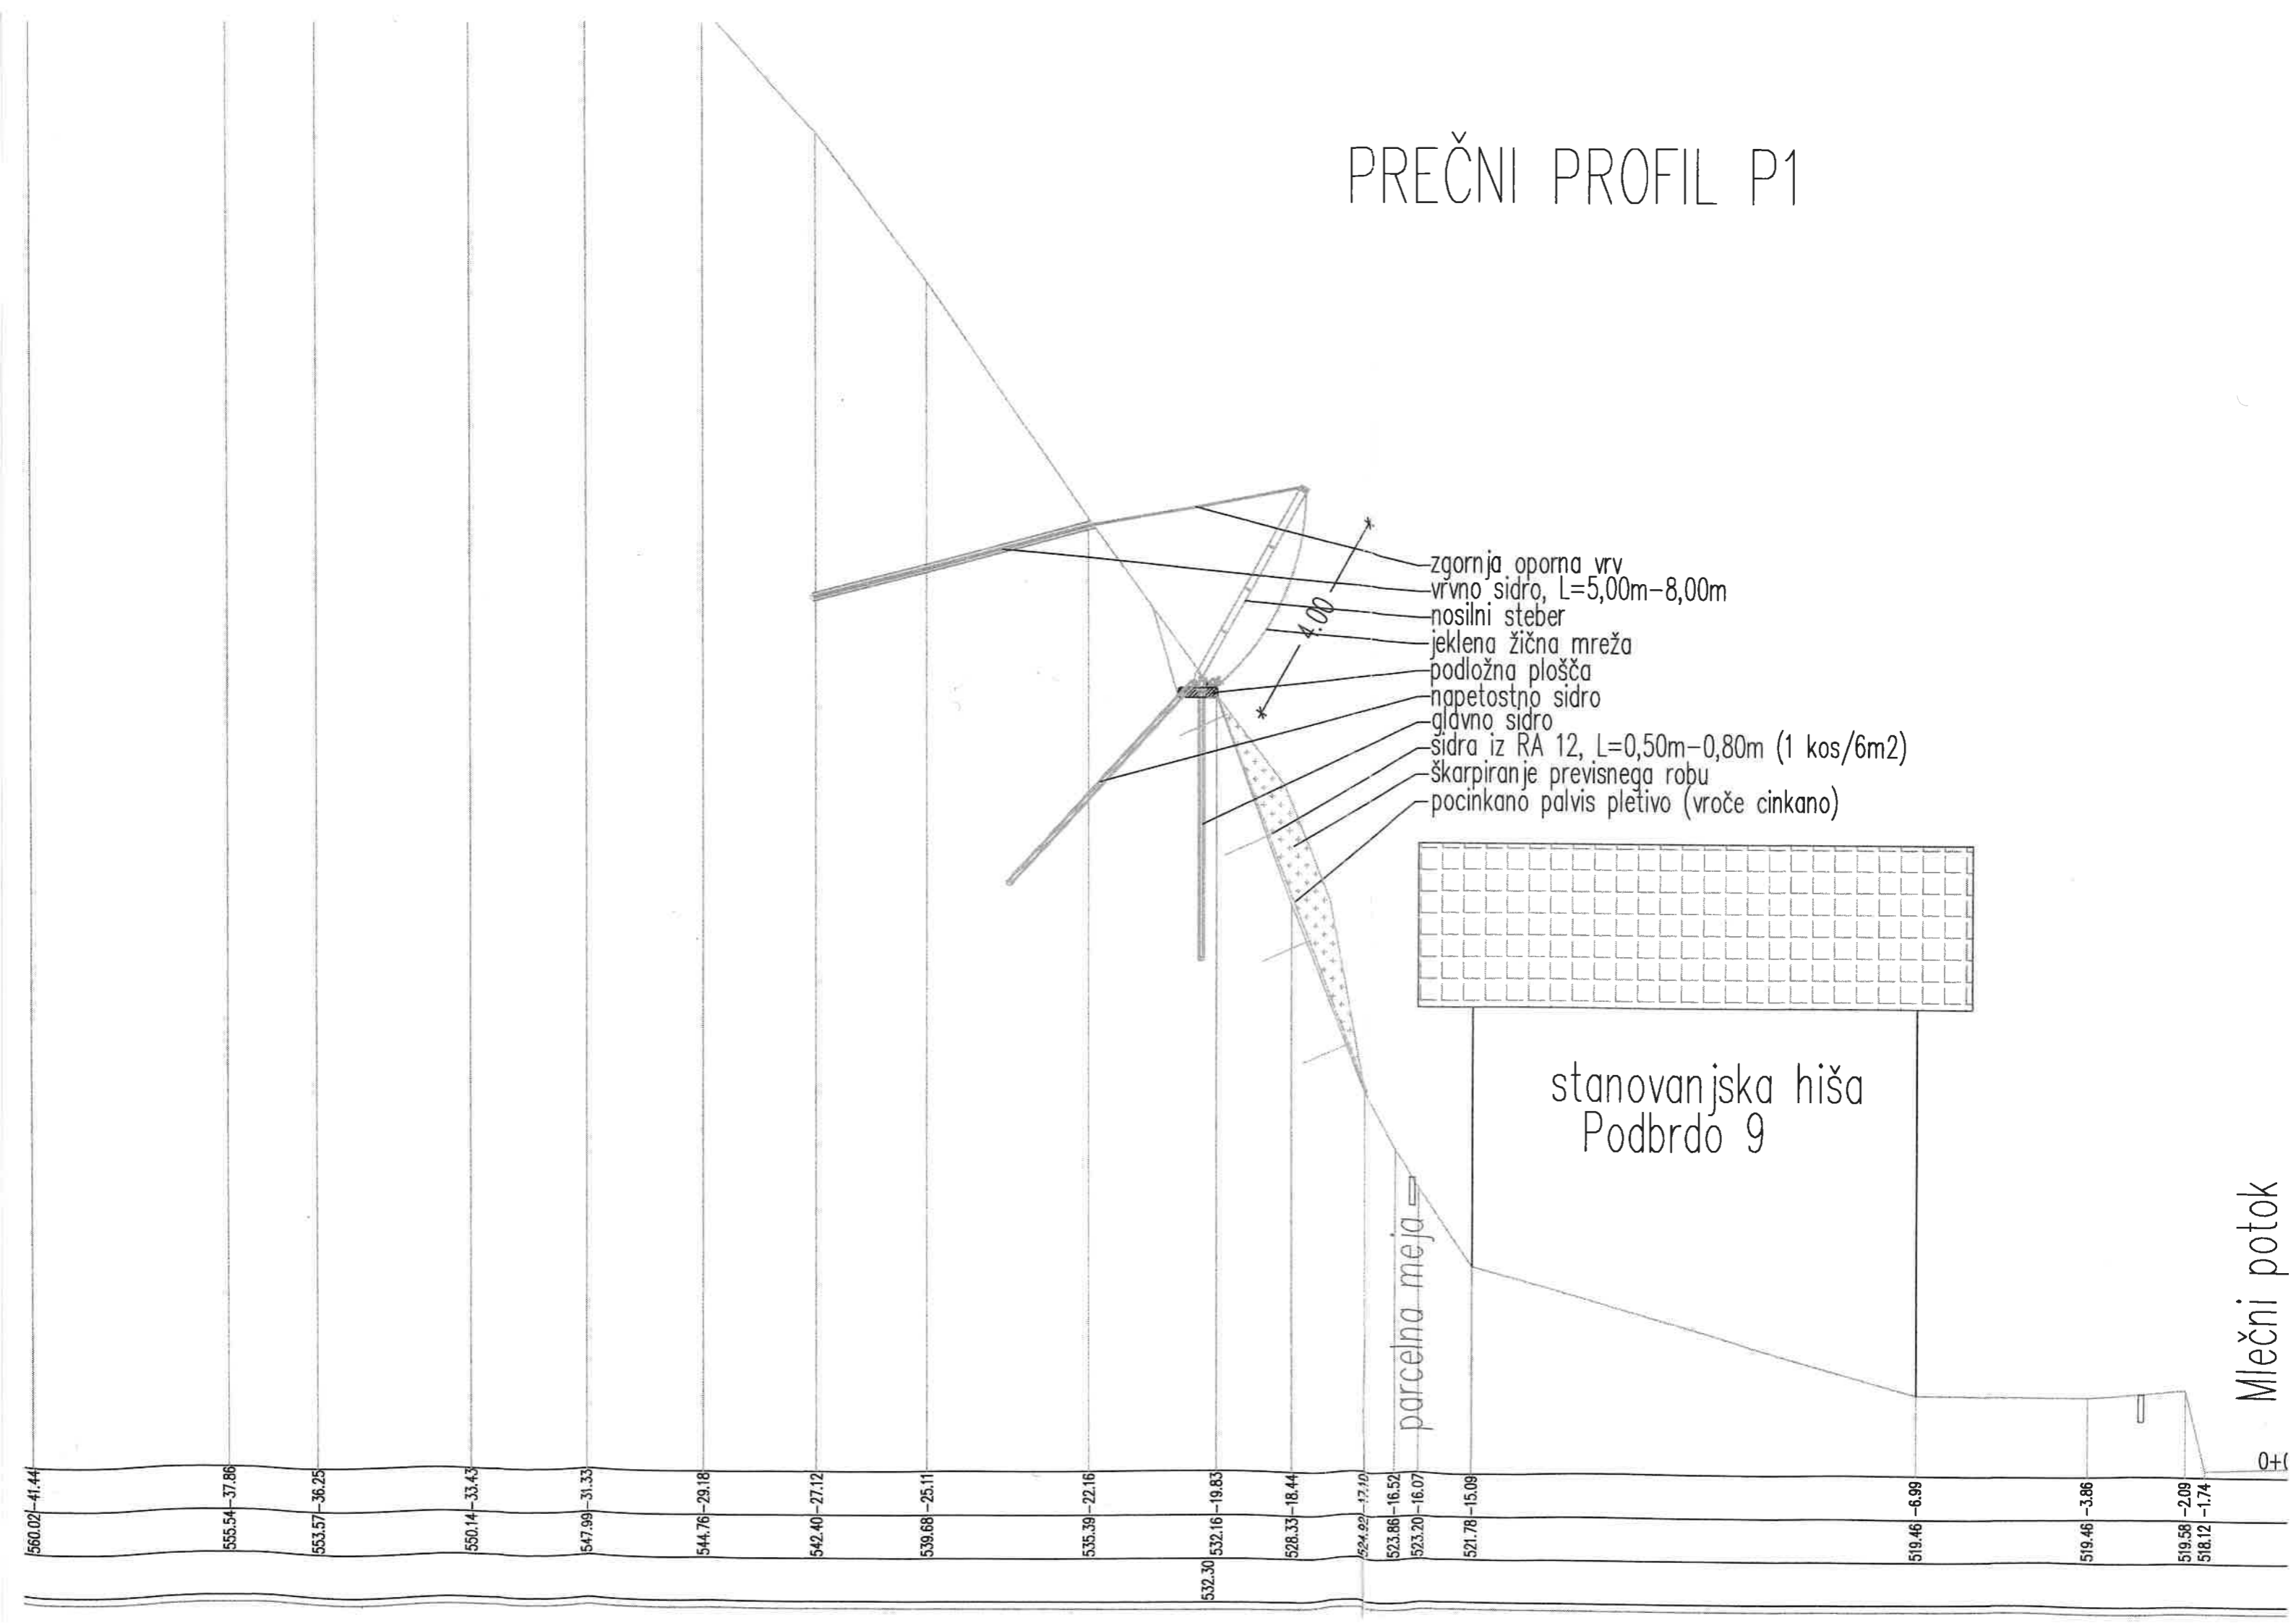 PREČNI PROFIL P1
zgornja oporna vrv
vrvno sidro, L=5,00m-8,00m
nosilni steber
jeklena žična mreža
podložna plošča
napetostno sidro
glavno sidro
sidra iz RA 12, L=0,50m-0,80m (1 kos/6m2)
škarpiranje previsnega robu
pocinkano palvis pletivo (vroče cinkano)
4.00
stanovanjska hiša
Podbrdo 9
parcelna meja
Mlečni potok
560.02 -41.44
555.54 -37.86
553.57 -36.25
550.14 -33.43
547.99 -31.33
544.76 -29.18
542.40 -27.12
539.68 -25.11
535.39 -22.16
532.16 -19.83
528.33 -18.44
524.92 -17.10
523.86 -16.52
523.20 -16.07
521.78 -15.09
519.46 -6.99
519.46 -3.86
519.58 -2.09
518.12 -1.74
532.30